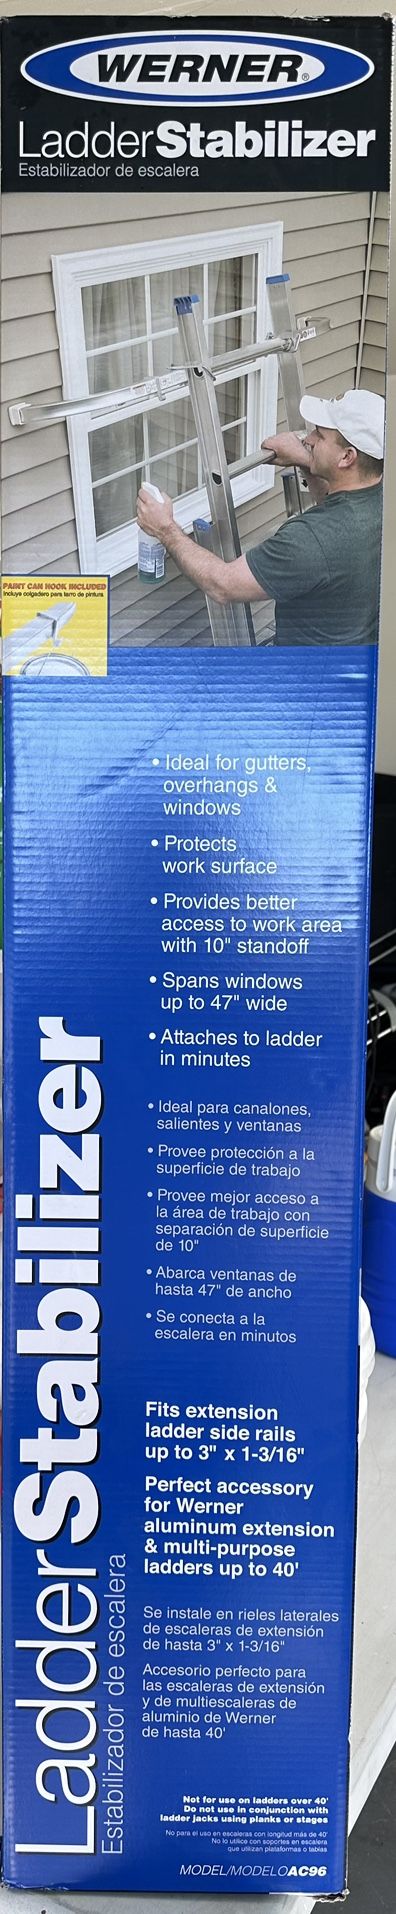 WERNER®
Ladder Stabilizer
Estabilizador de escalera
PAINT CAN HOOK INCLUDED
Incluye colgadero para tarro de pintura
• Ideal for gutters,
overhangs &
windows
• Protects
work surface
• Provides better
access to work area
with 10" standoff
• Spans windows
up to 47" wide
• Attaches to ladder
in minutes
• Ideal para canalones,
salientes y ventanas
• Provee protección a la
superficie de trabajo
• Provee mejor acceso a
la área de trabajo con
separación de superficie
de 10"
• Abarca ventanas de
hasta 47" de ancho
• Se conecta a la
escalera en minutos
Ladder Stabilizer
Estabilizador de escalera
Fits extension
ladder side rails
up to 3" x 1-3/16"
Perfect accessory
for Werner
aluminum extension
& multi-purpose
ladders up to 40'
Se instale en rieles laterales
de escaleras de extensión
de hasta 3" x 1-3/16"
Accesorio perfecto para
las escaleras de extensión
y de multiescaleras de
aluminio de Werner
de hasta 40'
Not for use on ladders over 40'
Do not use in conjunction with
ladder jacks using planks or stages
No para el uso en escaleras con longitud más de 40'
No lo utilice con soportes en escalera
que utilizan plataformas o tablas
MODEL/MODELO AC96